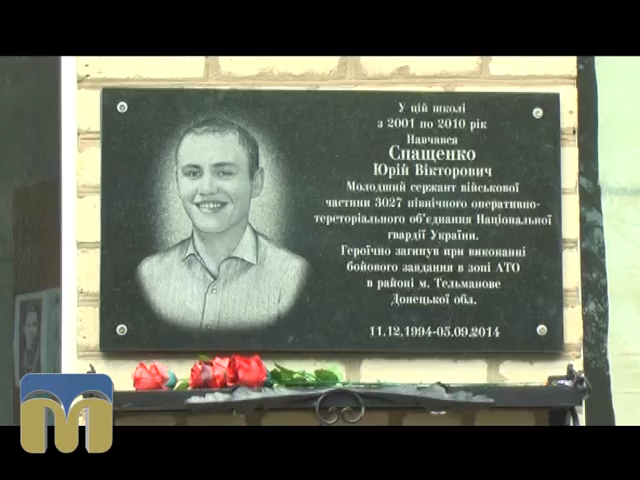 У цій школі
з 2001 по 2010 рік
Навчався
Спащенко
Юрій Вікторович
Молодший сержант військової
частини 3027 північного оперативно-
тереторіального об'єднання Національної
гвардії України.
Героїчно загинув при виконанні
бойового завдання в зоні АТО
в районі м. Тельманове
Донецької обл.
11.12.1994-05.09.2014
М